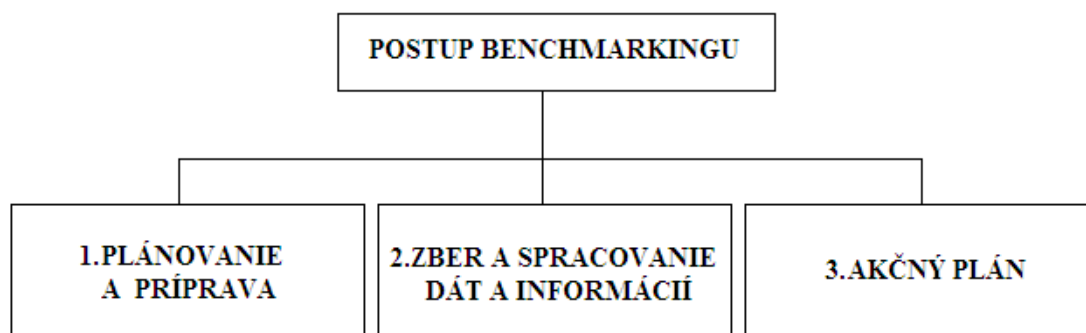 POSTUP BENCHMARKINGU
1.PLÁNOVANIE
A PRÍPRAVA
2.ZBER A SPRACOVANIE
DÁT A INFORMÁCIÍ
3.AKČNÝ PLÁN